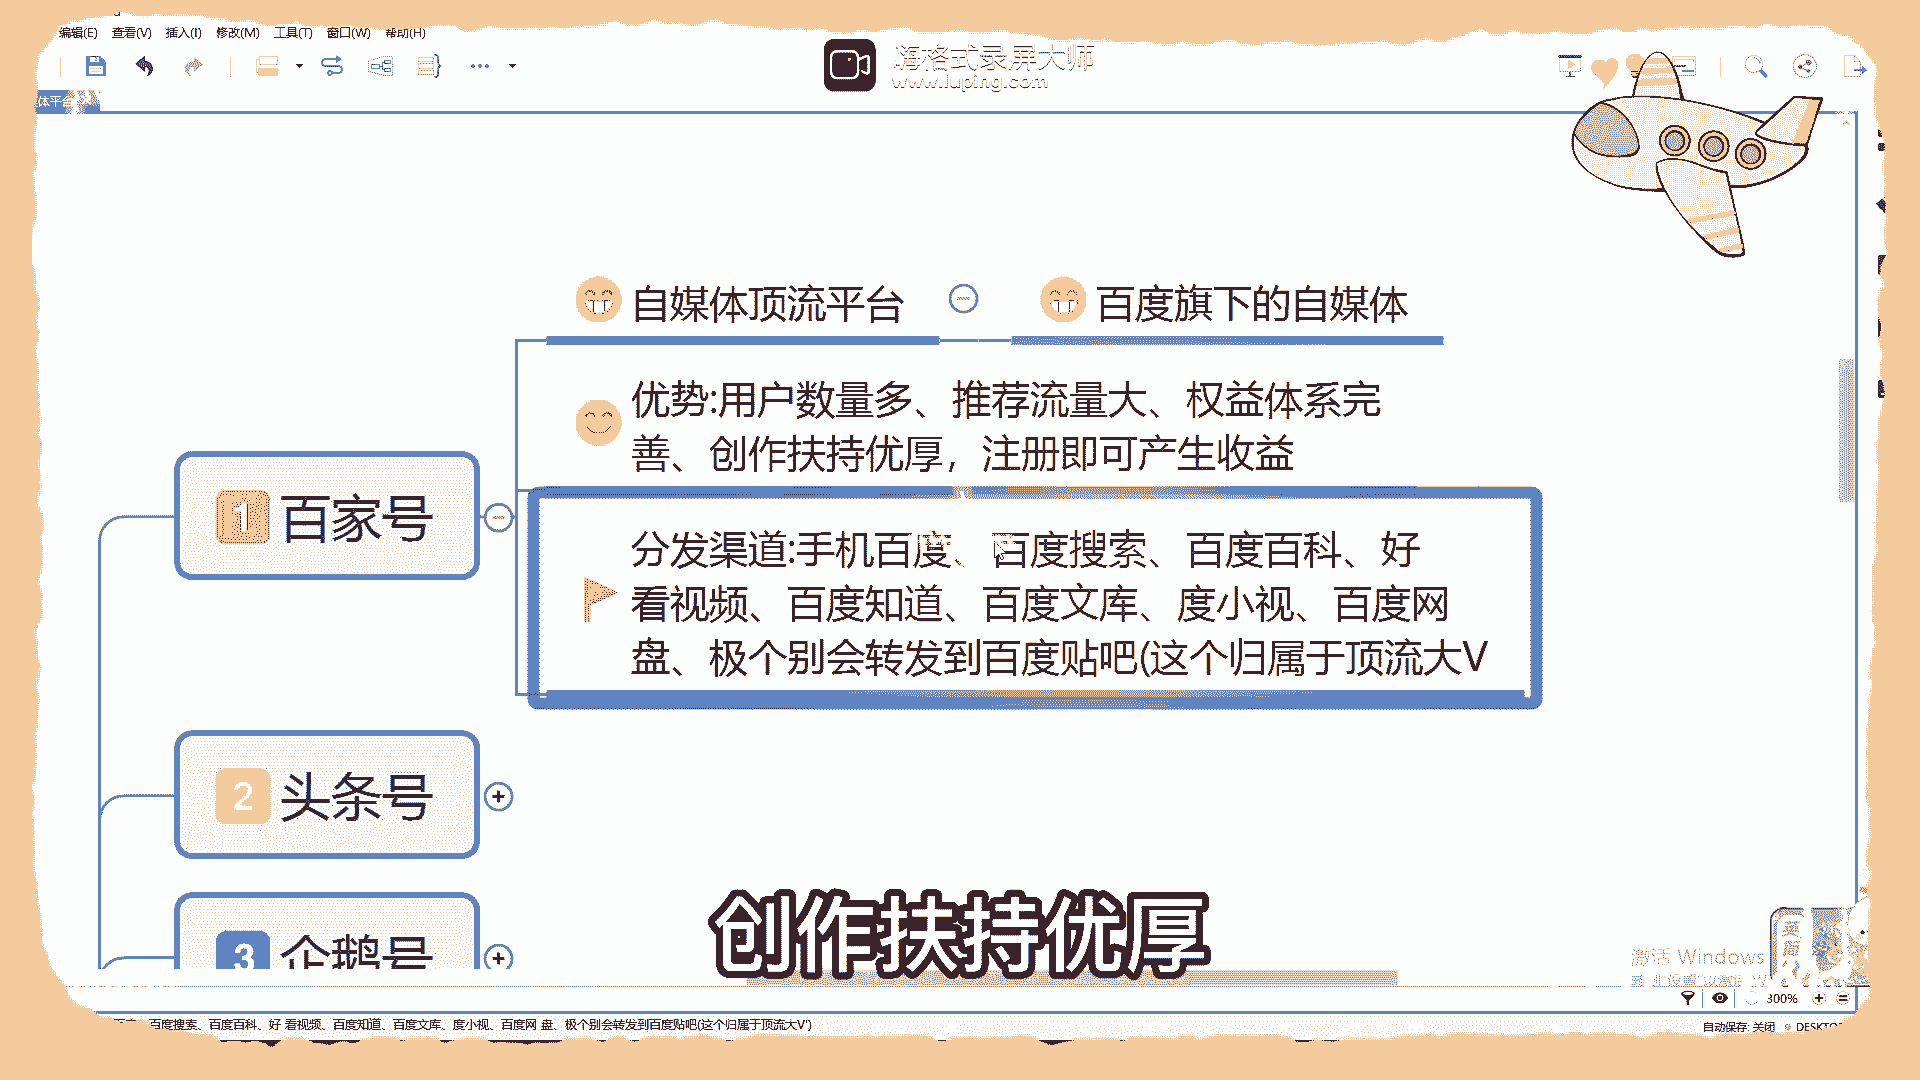 编辑(E) 查看(V) 插入(I) 修改(M) 工具(T) 窗口(W) 帮助(H)
嗨格式录屏大师
www.luping.com
体平台
自媒体顶流平台
百度旗下的自媒体
优势:用户数量多、推荐流量大、权益体系完
善、创作扶持优厚，注册即可产生收益
1 百家号
分发渠道:手机百度、百度搜索、百度百科、好
看视频、百度知道、百度文库、度小视、百度网
盘、极个别会转发到百度贴吧(这个归属于顶流大V
2 头条号
3 企鹅号
创作扶持优厚
激活 Windows
300%
百度搜索、百度百科、好 看视频、百度知道、百度文库、度小视、百度网 盘、极个别会转发到百度贴吧(这个归属于顶流大V')
自动保存: 关闭